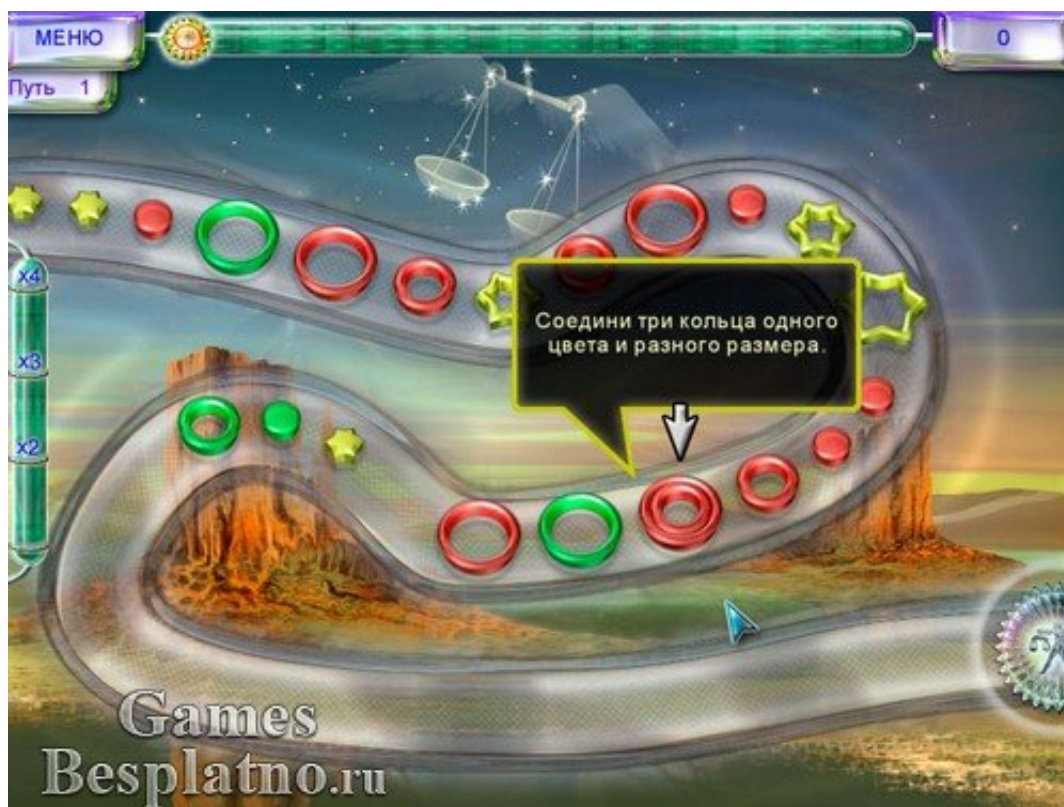 МЕНЮ
0
Путь 1
x4
Соедини три кольца одного
цвета и разного размера.
x3
x2
Games
Besplatno.ru